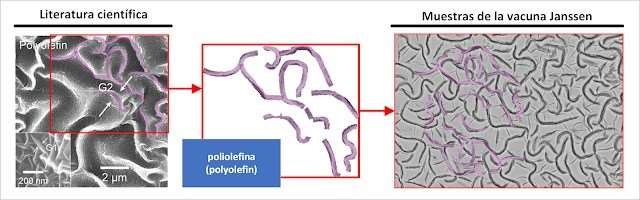 Literatura científica
Muestras de la vacuna Janssen
Polyolefin
G2
G1
200 nm
2 µm
poliolefina
(polyolefin)